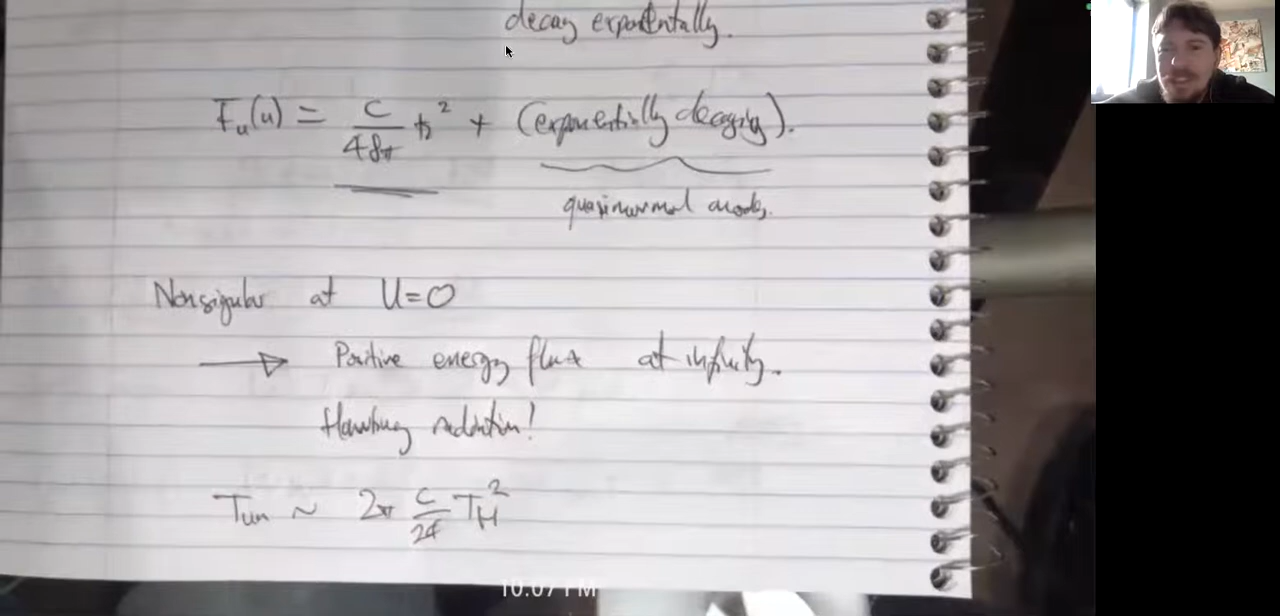 decay exponentially.
F_u(u) = c/48π ħ² + (exponentially decaying).
quasinormal modes.
Nonsingular at U=0
→ Positive energy flux at infinity.
Hawking radiation!
T_uu ~ 2π c/24 T_H²
10:07 PM